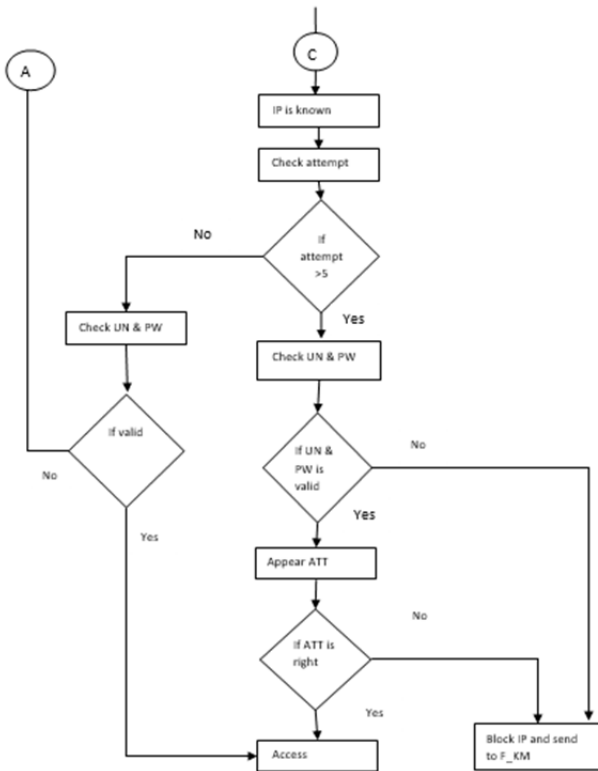 C
A
IP is known
Check attempt
If
attempt
>5
No
Yes
Check UN & PW
Check UN & PW
If valid
No
Yes
If UN &
PW is
valid
No
Yes
Appear ATT
If ATT is
right
No
Yes
Access
Block IP and send
to F_KM